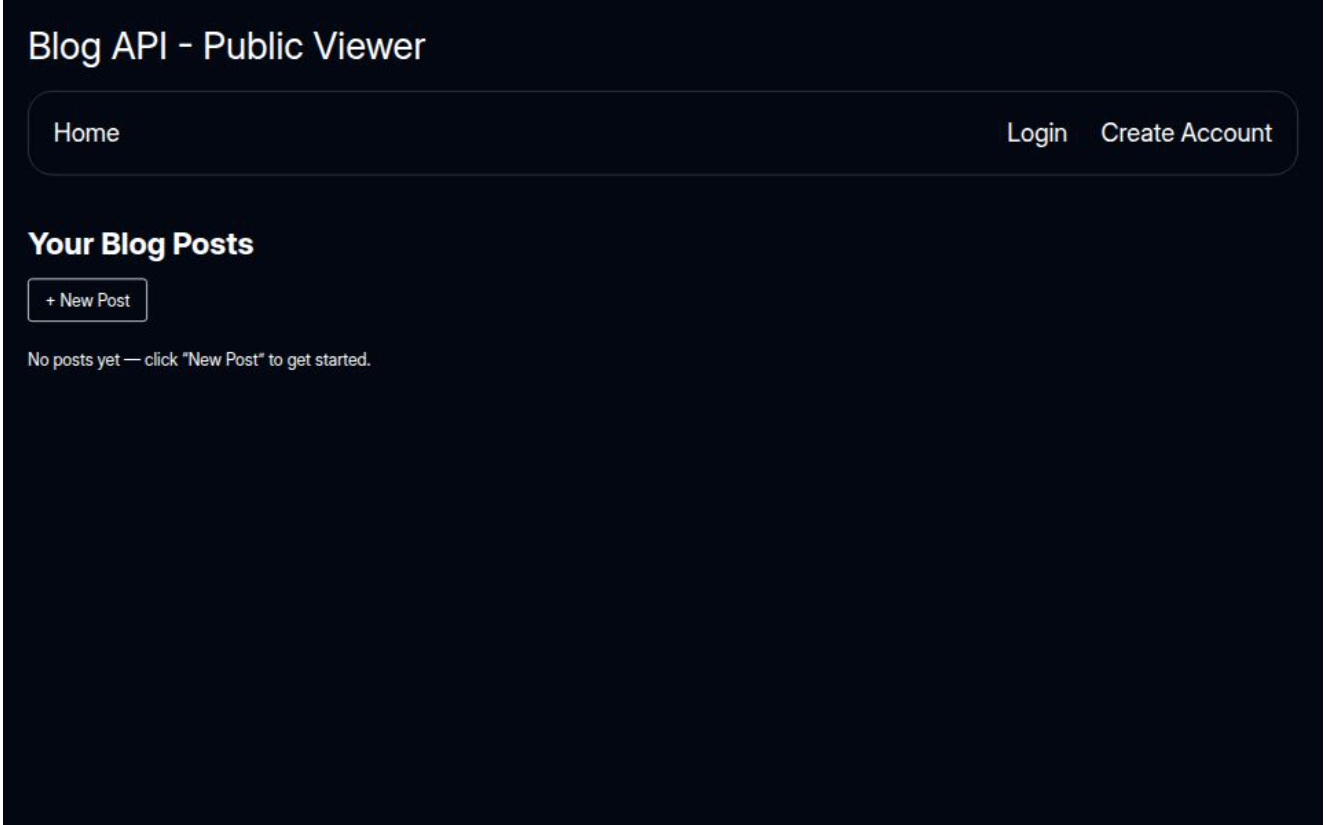 Blog API - Public Viewer
Home Login Create Account
Your Blog Posts
+ New Post
No posts yet — click "New Post" to get started.